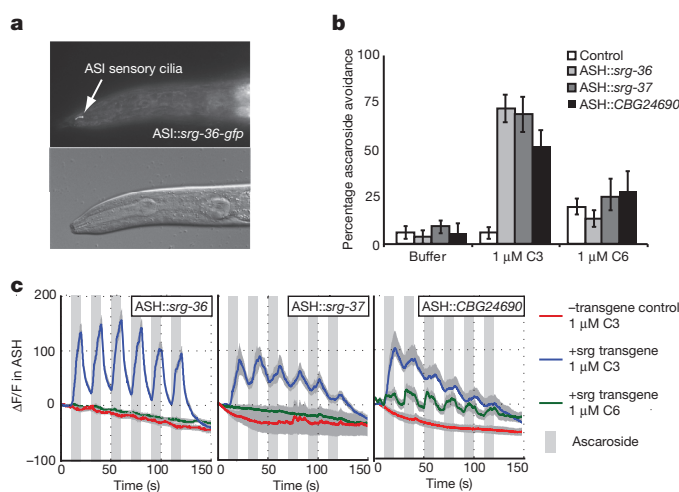 a
ASI sensory cilia
ASI::srg-36-gfp
b
Percentage ascaroside avoidance
100
75
50
25
0
Control
ASH::srg-36
ASH::srg-37
ASH::CBG24690
Buffer
1 μM C3
1 μM C6
c
ΔF/F in ASH
200
100
0
−100
ASH::srg-36
ASH::srg-37
ASH::CBG24690
0 50 100 150
0 50 100 150
0 50 100 150
Time (s)
Time (s)
Time (s)
–transgene control
1 μM C3
+srg transgene
1 μM C3
+srg transgene
1 μM C6
Ascaroside